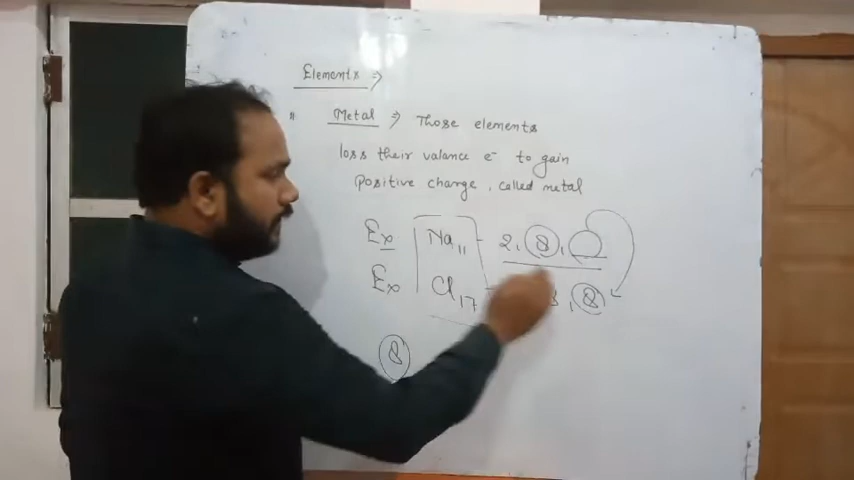 Elements ⇒
* Metal ⇒ Those elements
loss their valance e⁻ to gain
positive charge, called metal
Ex Na₁₁ - 2, 8,
Ex Cl₁₇ - 8, 8
8